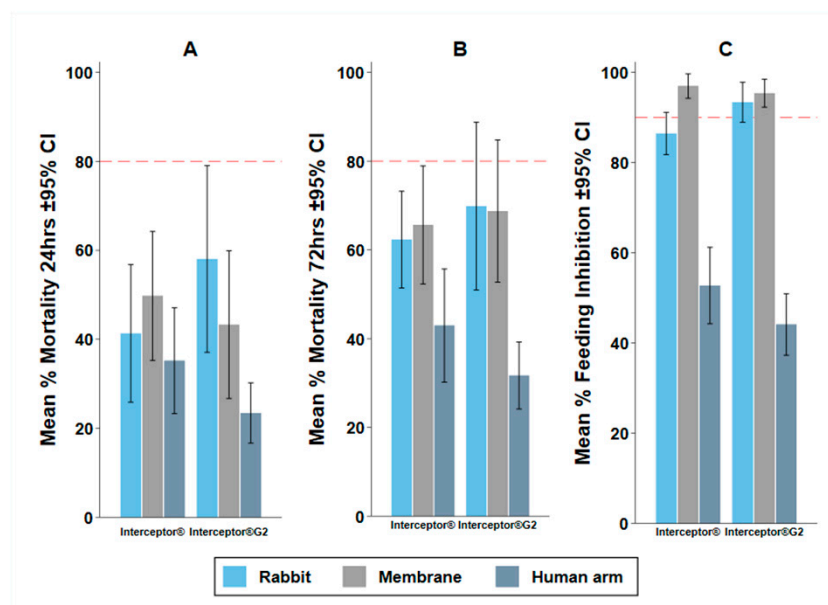 A
B
C
Mean % Mortality 24hrs ±95% CI
100
80
60
40
20
0
Interceptor® Interceptor®G2
Mean % Mortality 72hrs ±95% CI
100
80
60
40
20
0
Interceptor® Interceptor®G2
Mean % Feeding Inhibition ±95% CI
100
80
60
40
20
0
Interceptor® Interceptor®G2
Rabbit Membrane Human arm